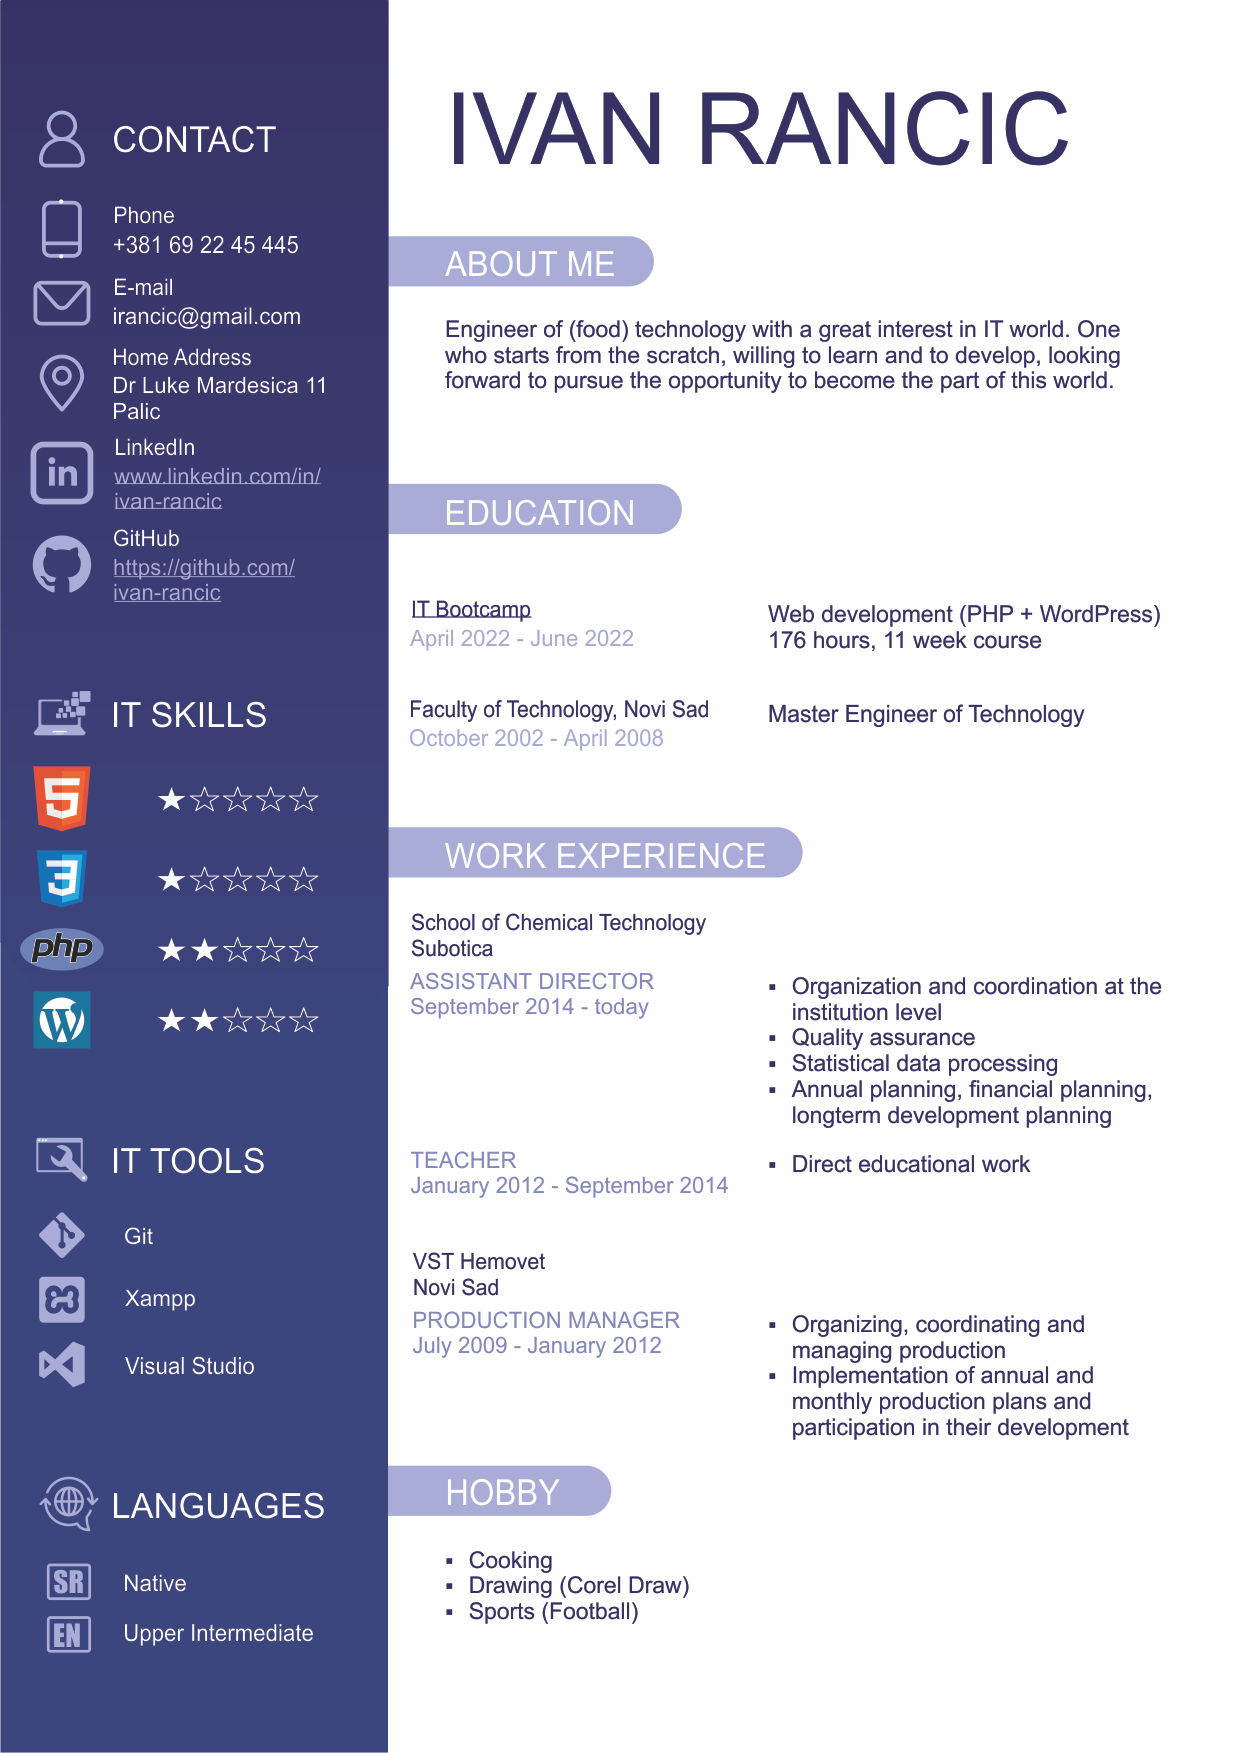 IVAN RANCIC
CONTACT
Phone
+381 69 22 45 445
E-mail
irancic@gmail.com
Home Address
Dr Luke Mardesica 11
Palic
in
LinkedIn
www.linkedin.com/in/
ivan-rancic
GitHub
https://github.com/
ivan-rancic
IT SKILLS
5
★☆☆☆☆
3
★☆☆☆☆
php
★★☆☆☆
W
★★☆☆☆
IT TOOLS
Git
Xampp
Visual Studio
LANGUAGES
SR
Native
EN
Upper Intermediate
ABOUT ME
Engineer of (food) technology with a great interest in IT world. One
who starts from the scratch, willing to learn and to develop, looking
forward to pursue the opportunity to become the part of this world.
EDUCATION
IT Bootcamp
April 2022 - June 2022
Web development (PHP + WordPress)
176 hours, 11 week course
Faculty of Technology, Novi Sad
October 2002 - April 2008
Master Engineer of Technology
WORK EXPERIENCE
School of Chemical Technology
Subotica
ASSISTANT DIRECTOR
September 2014 - today
▪ Organization and coordination at the
institution level
▪ Quality assurance
▪ Statistical data processing
▪ Annual planning, financial planning,
longterm development planning
TEACHER
January 2012 - September 2014
▪ Direct educational work
VST Hemovet
Novi Sad
PRODUCTION MANAGER
July 2009 - January 2012
▪ Organizing, coordinating and
managing production
▪ Implementation of annual and
monthly production plans and
participation in their development
HOBBY
▪ Cooking
▪ Drawing (Corel Draw)
▪ Sports (Football)